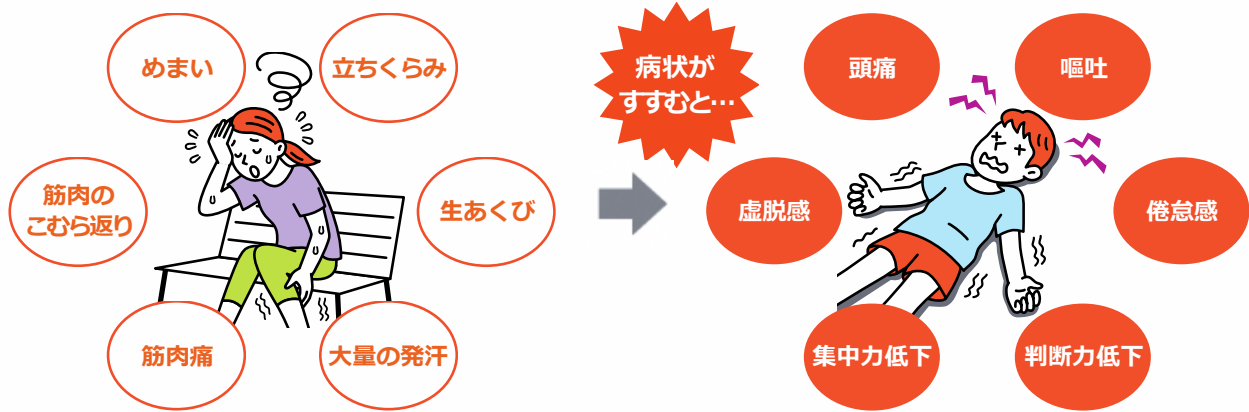 めまい
立ちくらみ
筋肉の
こむら返り
生あくび
筋肉痛
大量の発汗
病状が
すすむと…
頭痛
嘔吐
虚脱感
倦怠感
集中力低下
判断力低下